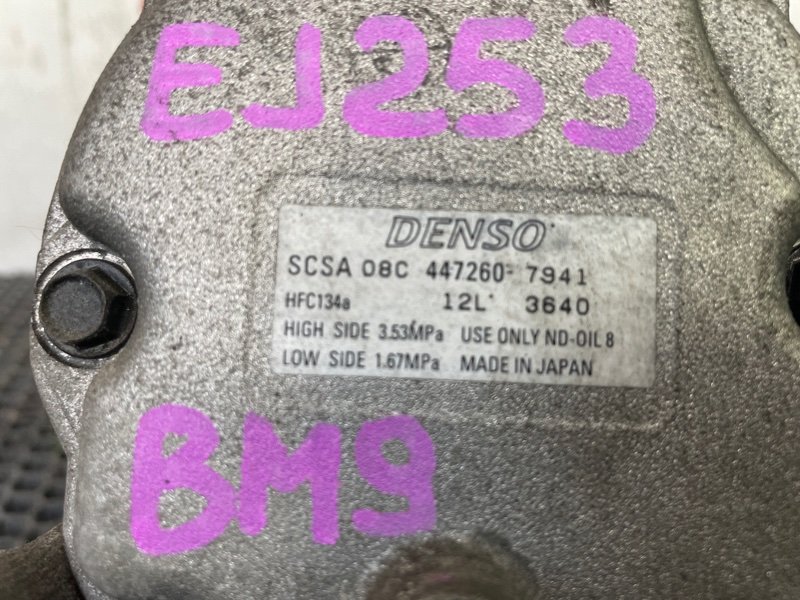 EJ253
DENSO
SCSA 08C 447260-7941
HFC134a 12L 3640
HIGH SIDE 3.53MPa USE ONLY ND-OIL 8
LOW SIDE 1.67MPa MADE IN JAPAN
BM9